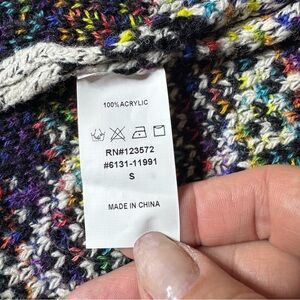 100% ACRYLIC
RN#123572
#6131-11991
S
MADE IN CHINA